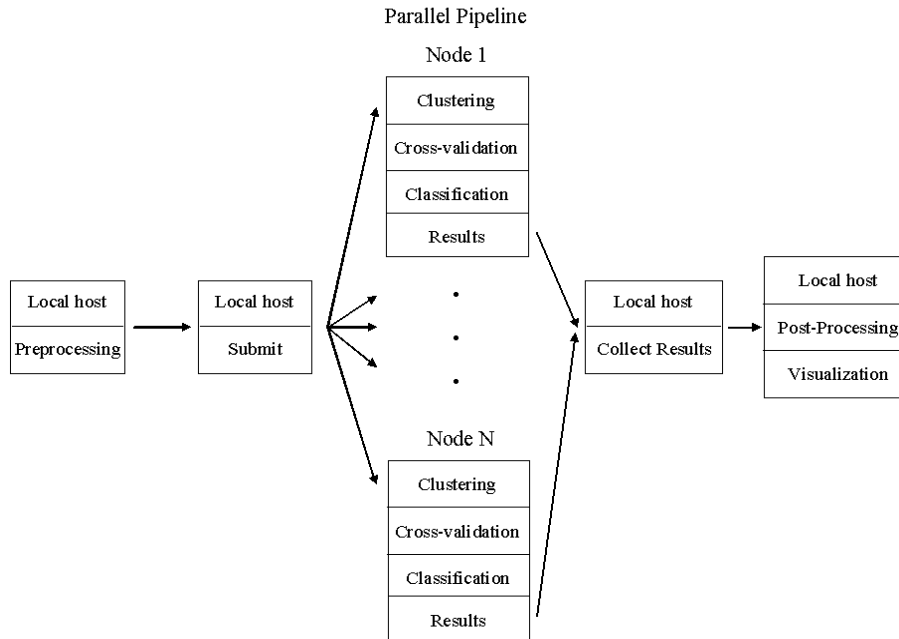 Parallel Pipeline
Node 1
Clustering
Cross-validation
Classification
Results
Local host
Preprocessing
Local host
Submit
Node N
Clustering
Cross-validation
Classification
Results
Local host
Collect Results
Local host
Post-Processing
Visualization